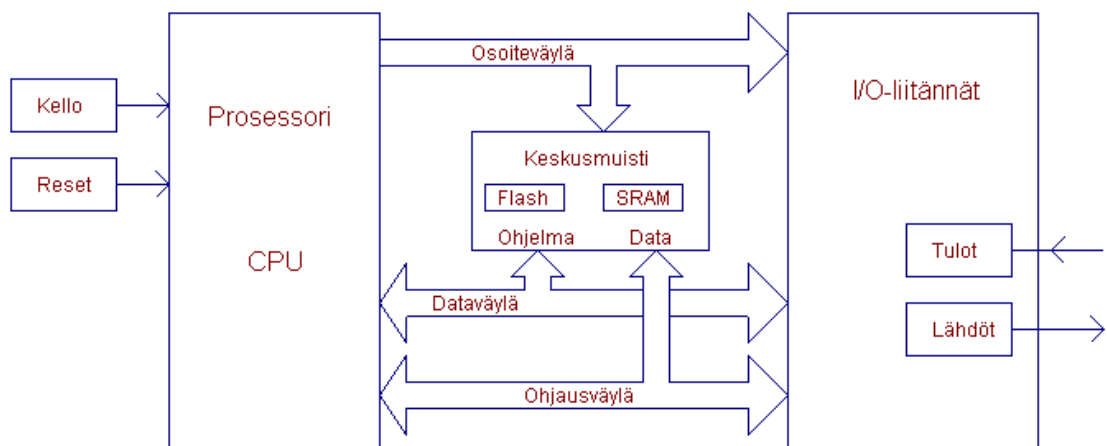 Osoiteväylä
Kello
Prosessori
I/O-liitännät
Keskusmuisti
Reset
Flash SRAM
Ohjelma Data
CPU
Tulot
Dataväylä
Lähdöt
Ohjausväylä